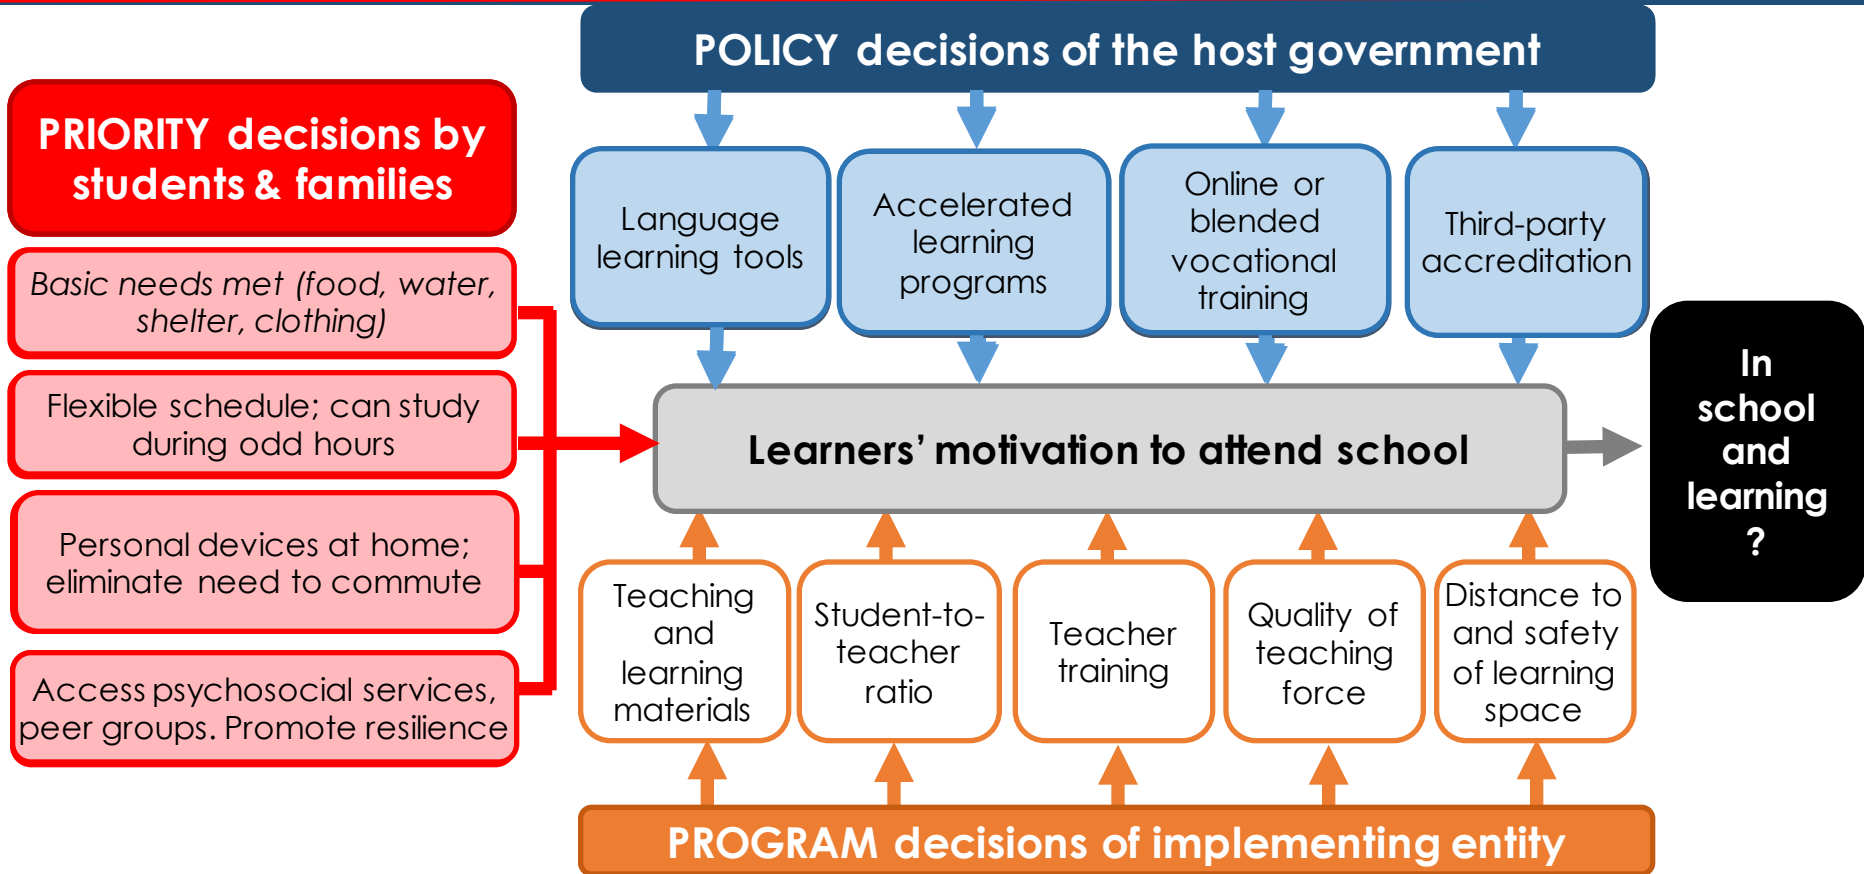 POLICY decisions of the host government
PRIORITY decisions by
students & families
Basic needs met (food, water,
shelter, clothing)
Flexible schedule; can study
during odd hours
Personal devices at home;
eliminate need to commute
Access psychosocial services,
peer groups. Promote resilience
Language
learning tools
Accelerated
learning
programs
Online or
blended
vocational
training
Third-party
accreditation
Learners’ motivation to attend school
In
school
and
learning
?
Teaching
and
learning
materials
Student-to-
teacher
ratio
Teacher
training
Quality of
teaching
force
Distance to
and safety
of learning
space
PROGRAM decisions of implementing entity